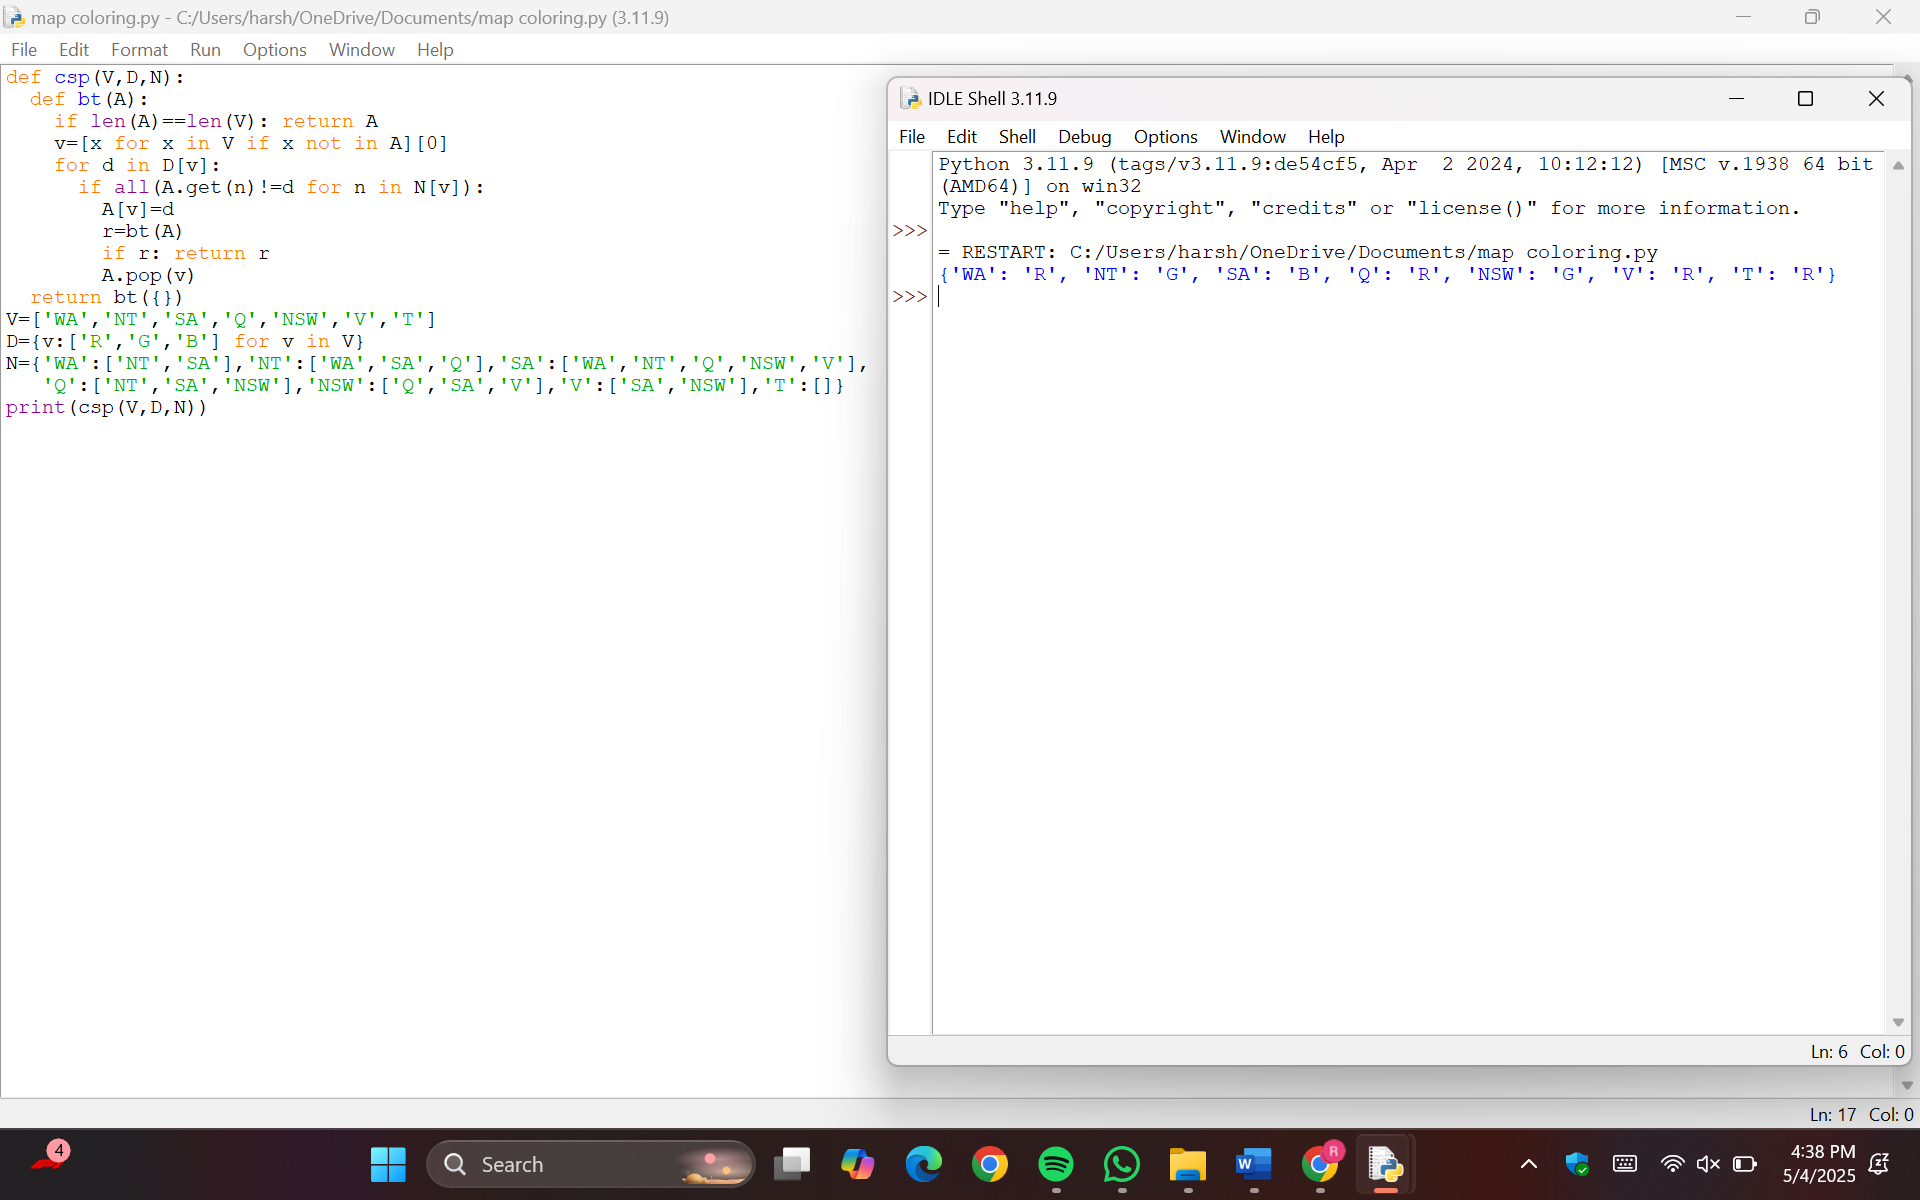 map coloring.py - C:/Users/harsh/OneDrive/Documents/map coloring.py (3.11.9)
File Edit Format Run Options Window Help
def csp(V,D,N):
  def bt(A):
    if len(A)==len(V): return A
    v=[x for x in V if x not in A][0]
    for d in D[v]:
      if all(A.get(n)!=d for n in N[v]):
        A[v]=d
        r=bt(A)
        if r: return r
        A.pop(v)
  return bt({})
V=['WA','NT','SA','Q','NSW','V','T']
D={v:['R','G','B'] for v in V}
N={'WA':['NT','SA'],'NT':['WA','SA','Q'],'SA':['WA','NT','Q','NSW','V'],
   'Q':['NT','SA','NSW'],'NSW':['Q','SA','V'],'V':['SA','NSW'],'T':[]}
print(csp(V,D,N))
IDLE Shell 3.11.9
File Edit Shell Debug Options Window Help
Python 3.11.9 (tags/v3.11.9:de54cf5, Apr  2 2024, 10:12:12) [MSC v.1938 64 bit
(AMD64)] on win32
Type "help", "copyright", "credits" or "license()" for more information.
>>>
= RESTART: C:/Users/harsh/OneDrive/Documents/map coloring.py
{'WA': 'R', 'NT': 'G', 'SA': 'B', 'Q': 'R', 'NSW': 'G', 'V': 'R', 'T': 'R'}
>>>
Ln: 6 Col: 0
Ln: 17 Col: 0
4
Search
W
R
4:38 PM
5/4/2025